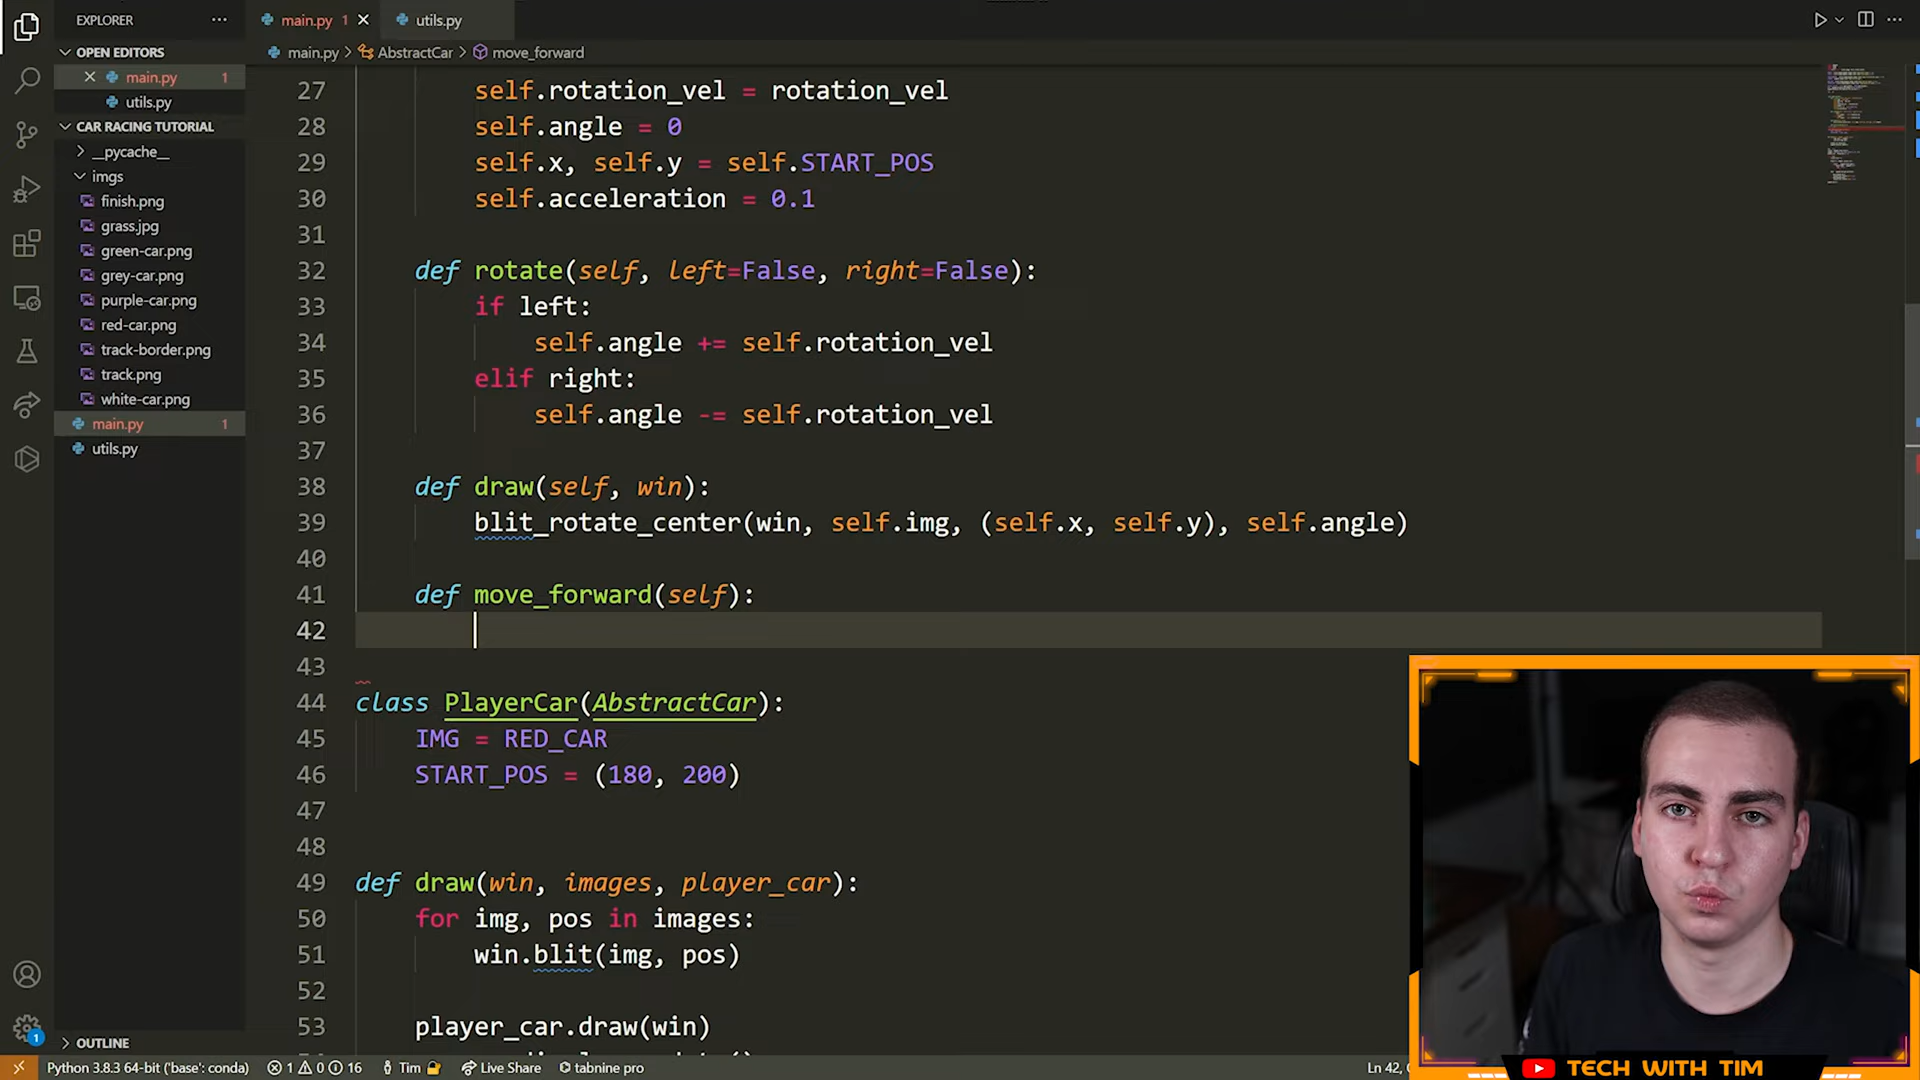 EXPLORER
main.py 1
utils.py
OPEN EDITORS
main.py 1
utils.py
CAR RACING TUTORIAL
__pycache__
imgs
finish.png
grass.jpg
green-car.png
grey-car.png
purple-car.png
red-car.png
track-border.png
track.png
white-car.png
main.py 1
utils.py
OUTLINE
main.py > AbstractCar > move_forward
27 self.rotation_vel = rotation_vel
28 self.angle = 0
29 self.x, self.y = self.START_POS
30 self.acceleration = 0.1
31
32 def rotate(self, left=False, right=False):
33 if left:
34 self.angle += self.rotation_vel
35 elif right:
36 self.angle -= self.rotation_vel
37
38 def draw(self, win):
39 blit_rotate_center(win, self.img, (self.x, self.y), self.angle)
40
41 def move_forward(self):
42
43
44 class PlayerCar(AbstractCar):
45 IMG = RED_CAR
46 START_POS = (180, 200)
47
48
49 def draw(win, images, player_car):
50 for img, pos in images:
51 win.blit(img, pos)
52
53 player_car.draw(win)
1
Python 3.8.3 64-bit ('base': conda) 1 0 16 Tim Live Share tabnine pro Ln 42,
TECH WITH TIM